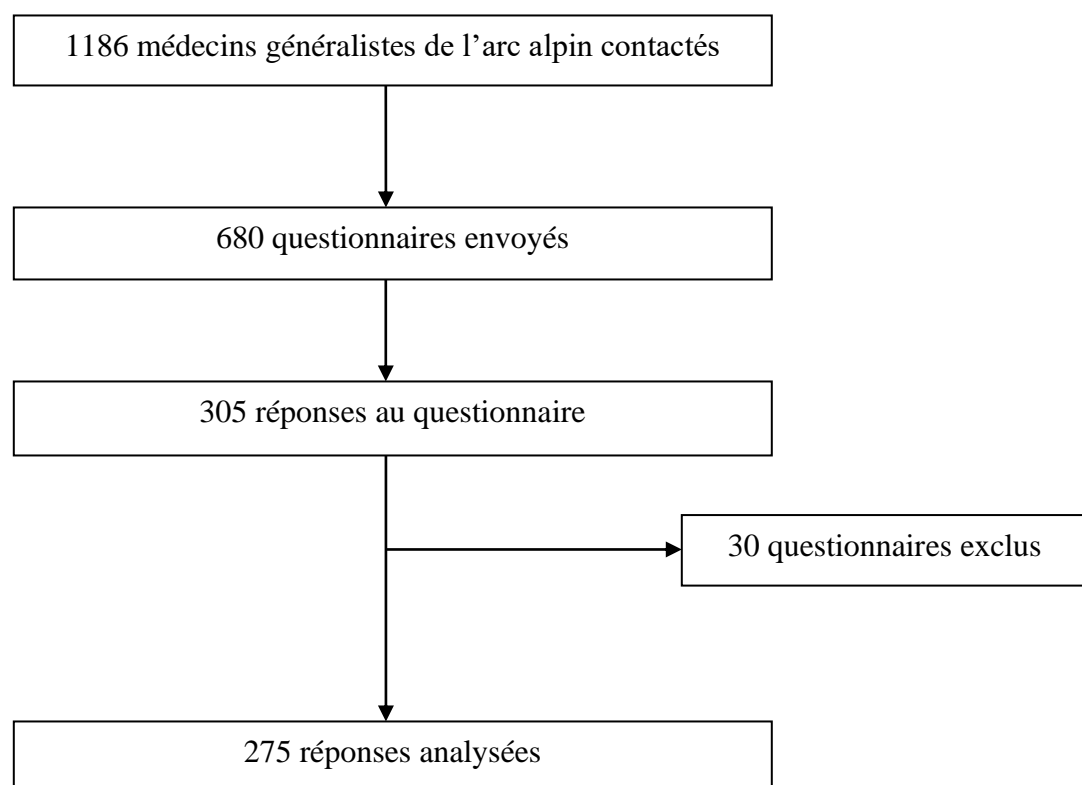 1186 médecins généralistes de l’arc alpin contactés
680 questionnaires envoyés
305 réponses au questionnaire
30 questionnaires exclus
275 réponses analysées